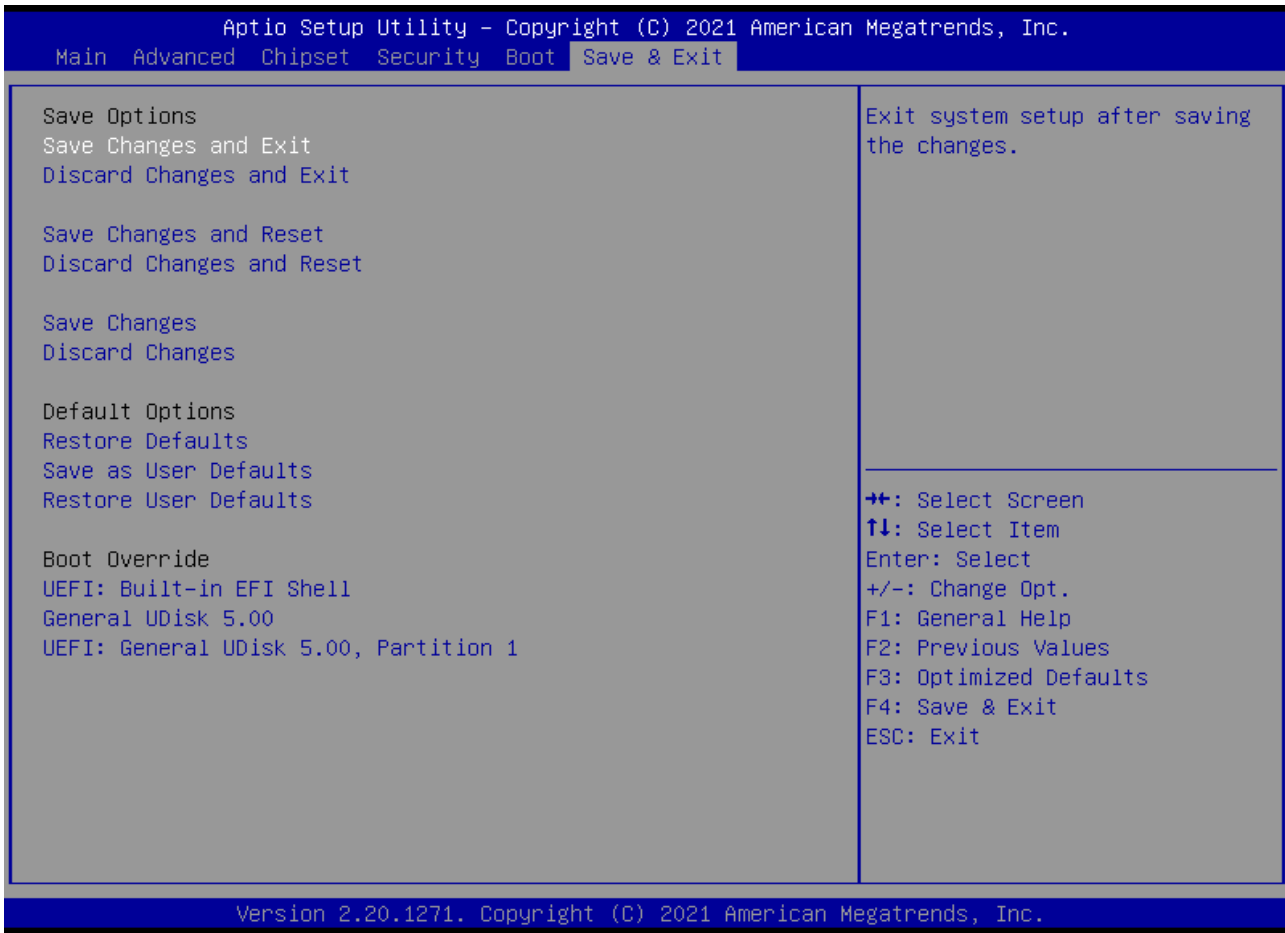 Aptio Setup Utility – Copyright (C) 2021 American Megatrends, Inc.
Main Advanced Chipset Security Boot Save & Exit
Save Options
Save Changes and Exit
Discard Changes and Exit
Save Changes and Reset
Discard Changes and Reset
Save Changes
Discard Changes
Default Options
Restore Defaults
Save as User Defaults
Restore User Defaults
Boot Override
UEFI: Built-in EFI Shell
General UDisk 5.00
UEFI: General UDisk 5.00, Partition 1
Exit system setup after saving
the changes.
→←: Select Screen
↑↓: Select Item
Enter: Select
+/-: Change Opt.
F1: General Help
F2: Previous Values
F3: Optimized Defaults
F4: Save & Exit
ESC: Exit
Version 2.20.1271. Copyright (C) 2021 American Megatrends, Inc.